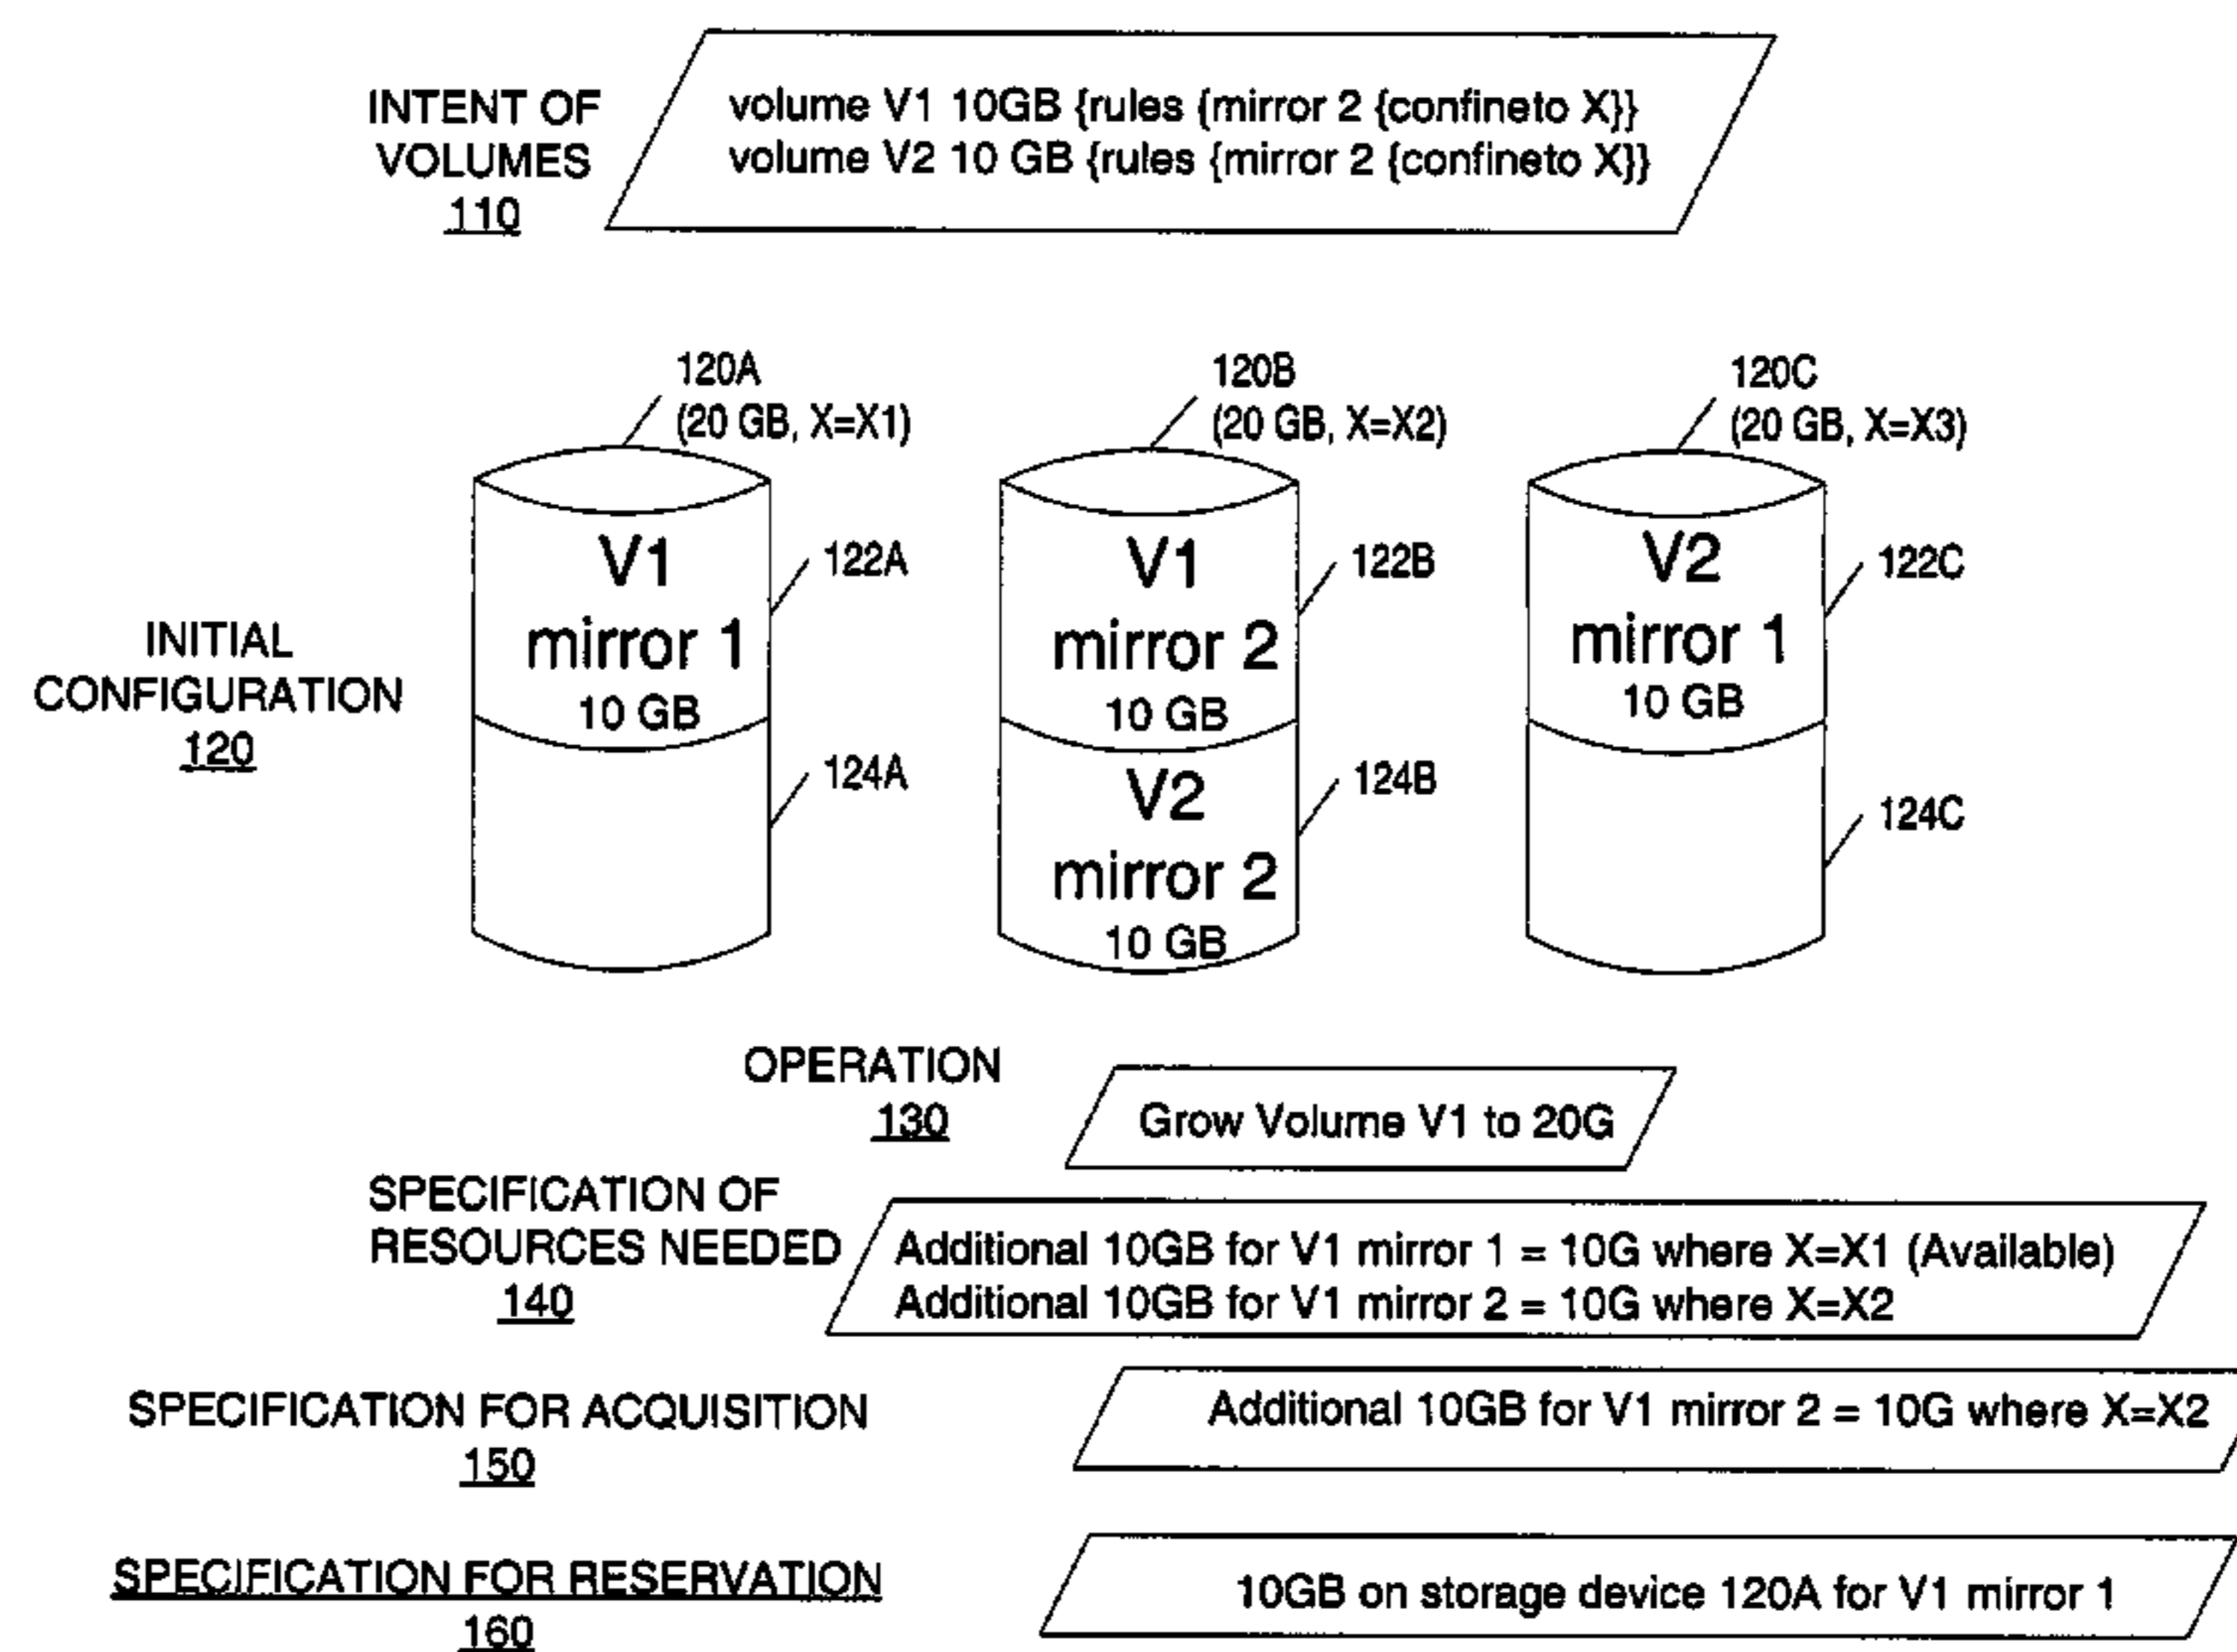 INTENT OF
VOLUMES
110
volume V1 10GB {rules {mirror 2 {confineto X}}
volume V2 10 GB {rules {mirror 2 {confineto X}}
120A
(20 GB, X=X1)
120B
(20 GB, X=X2)
120C
(20 GB, X=X3)
INITIAL
CONFIGURATION
120
V1
mirror 1
10 GB
122A
124A
V1
mirror 2
10 GB
122B
V2
mirror 2
10 GB
124B
V2
mirror 1
10 GB
122C
124C
OPERATION
130
Grow Volume V1 to 20G
SPECIFICATION OF
RESOURCES NEEDED
140
Additional 10GB for V1 mirror 1 = 10G where X=X1 (Available)
Additional 10GB for V1 mirror 2 = 10G where X=X2
SPECIFICATION FOR ACQUISITION
150
Additional 10GB for V1 mirror 2 = 10G where X=X2
SPECIFICATION FOR RESERVATION
160
10GB on storage device 120A for V1 mirror 1